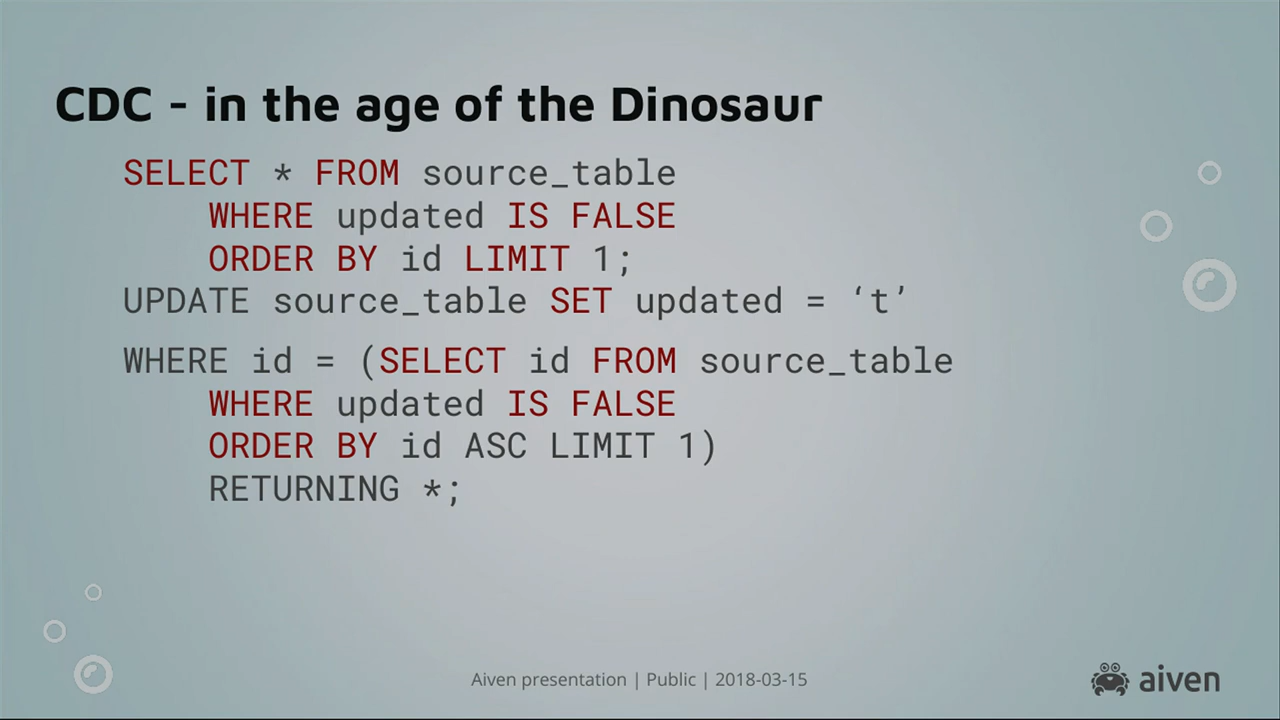 CDC - in the age of the Dinosaur
SELECT * FROM source_table
WHERE updated IS FALSE
ORDER BY id LIMIT 1;
UPDATE source_table SET updated = ‘t’
WHERE id = (SELECT id FROM source_table
WHERE updated IS FALSE
ORDER BY id ASC LIMIT 1)
RETURNING *;
Aiven presentation | Public | 2018-03-15
aiven